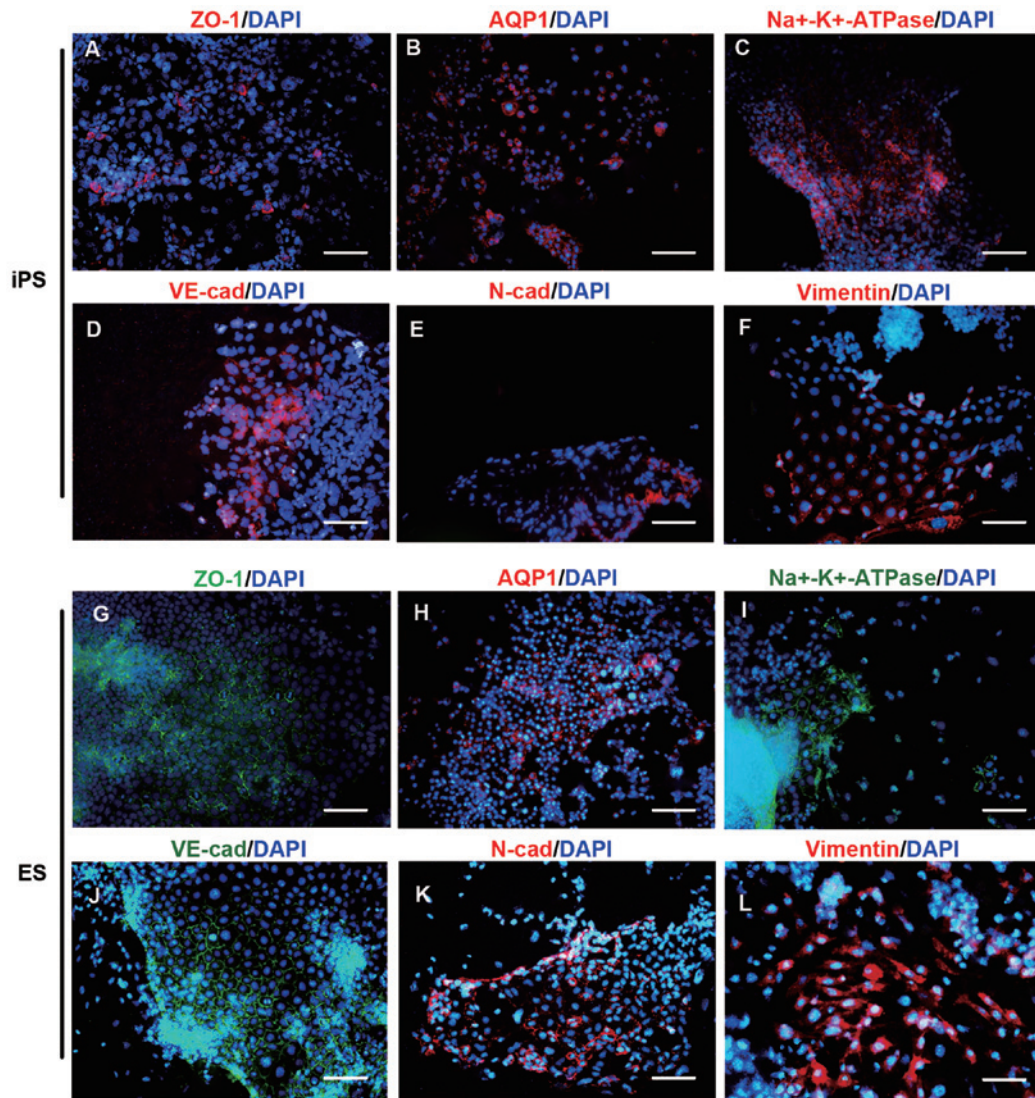 ZO-1/DAPI AQP1/DAPI Na+-K+-ATPase/DAPI
A B C
iPS
VE-cad/DAPI N-cad/DAPI Vimentin/DAPI
D E F
ZO-1/DAPI AQP1/DAPI Na+-K+-ATPase/DAPI
G H I
ES
VE-cad/DAPI N-cad/DAPI Vimentin/DAPI
J K L